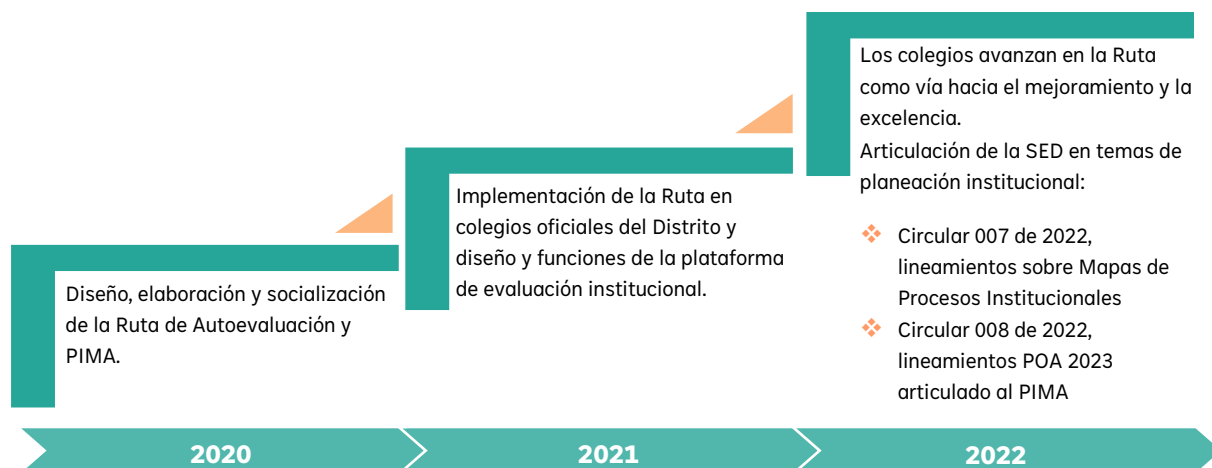 Diseño, elaboración y socialización
de la Ruta de Autoevaluación y
PIMA.
Implementación de la Ruta en
colegios oficiales del Distrito y
diseño y funciones de la plataforma
de evaluación institucional.
Los colegios avanzan en la Ruta
como vía hacia el mejoramiento y la
excelencia.
Articulación de la SED en temas de
planeación institucional:
Circular 007 de 2022,
lineamientos sobre Mapas de
Procesos Institucionales
Circular 008 de 2022,
lineamientos POA 2023
articulado al PIMA
2020
2021
2022